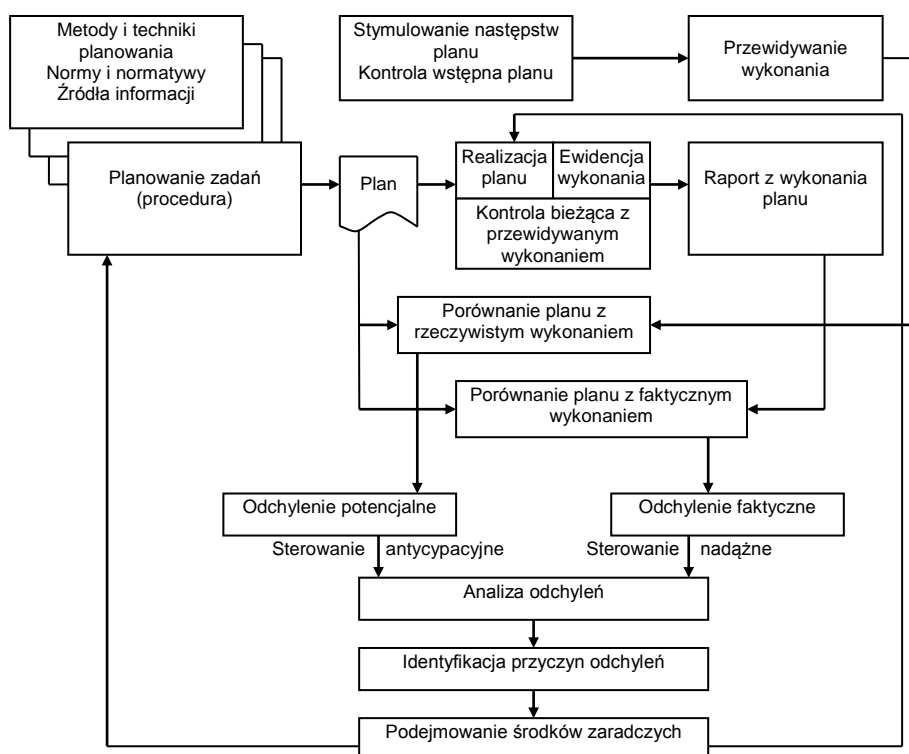 Metody i techniki
planowania
Normy i normatywy
Źródła informacji
Stymulowanie następstw
planu
Kontrola wstępna planu
Przewidywanie
wykonania
Planowanie zadań
(procedura)
Plan
Realizacja
planu
Ewidencja
wykonania
Kontrola bieżąca z
przewidywanym
wykonaniem
Raport z wykonania
planu
Porównanie planu z
rzeczywistym wykonaniem
Porównanie planu z faktycznym
wykonaniem
Odchylenie potencjalne
Odchylenie faktyczne
Sterowanie antycypacyjne
Sterowanie nadążne
Analiza odchyleń
Identyfikacja przyczyn odchyleń
Podejmowanie środków zaradczych